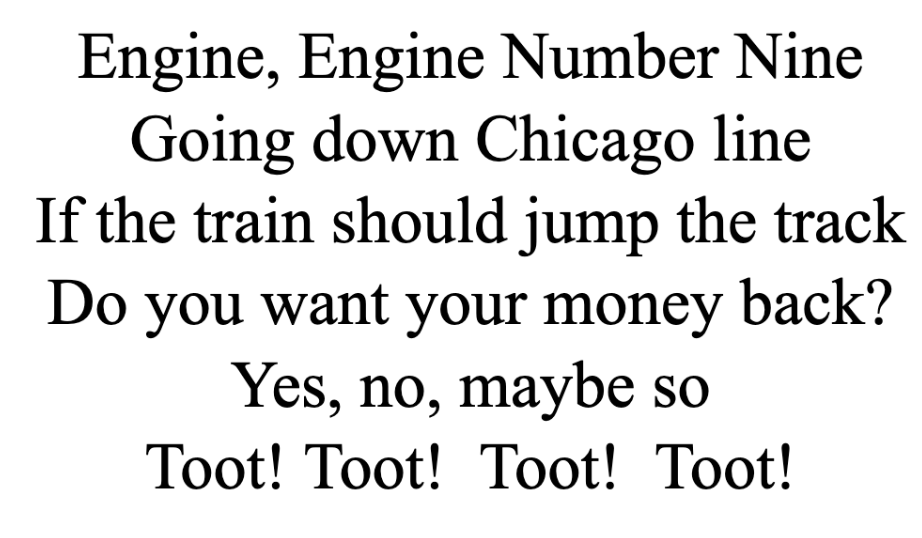 Engine, Engine Number Nine
Going down Chicago line
If the train should jump the track
Do you want your money back?
Yes, no, maybe so
Toot! Toot!  Toot!  Toot!